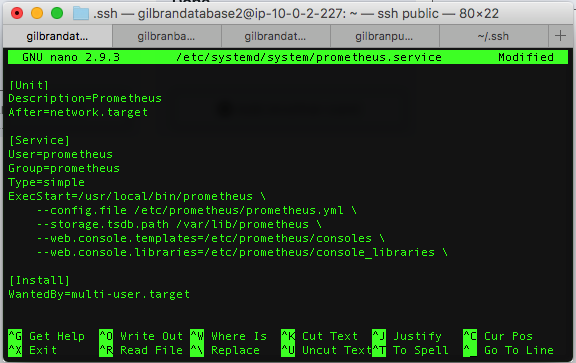 .ssh — gilbrandatabase2@ip-10-0-2-227: ~ — ssh public — 80×22
gilbrandat… gilbranba… gilbrandat… gilbranpu… ~/.ssh +
GNU nano 2.9.3 /etc/systemd/system/prometheus.service Modified
[Unit]
Description=Prometheus
After=network.target
[Service]
User=prometheus
Group=prometheus
Type=simple
ExecStart=/usr/local/bin/prometheus \
--config.file /etc/prometheus/prometheus.yml \
--storage.tsdb.path /var/lib/prometheus \
--web.console.templates=/etc/prometheus/consoles \
--web.console.libraries=/etc/prometheus/console_libraries \
[Install]
WantedBy=multi-user.target
^G Get Help ^O Write Out ^W Where Is ^K Cut Text ^J Justify ^C Cur Pos
^X Exit ^R Read File ^\ Replace ^U Uncut Text ^T To Spell ^_ Go To Line